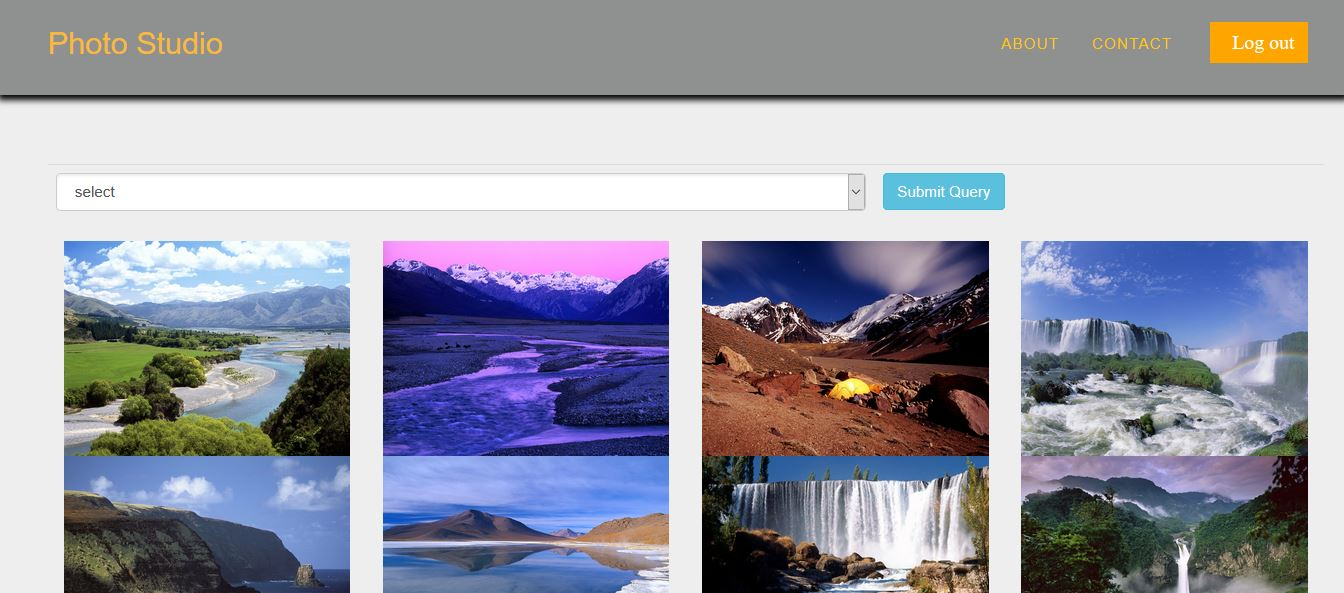 Photo Studio
ABOUT
CONTACT
Log out
select
Submit Query